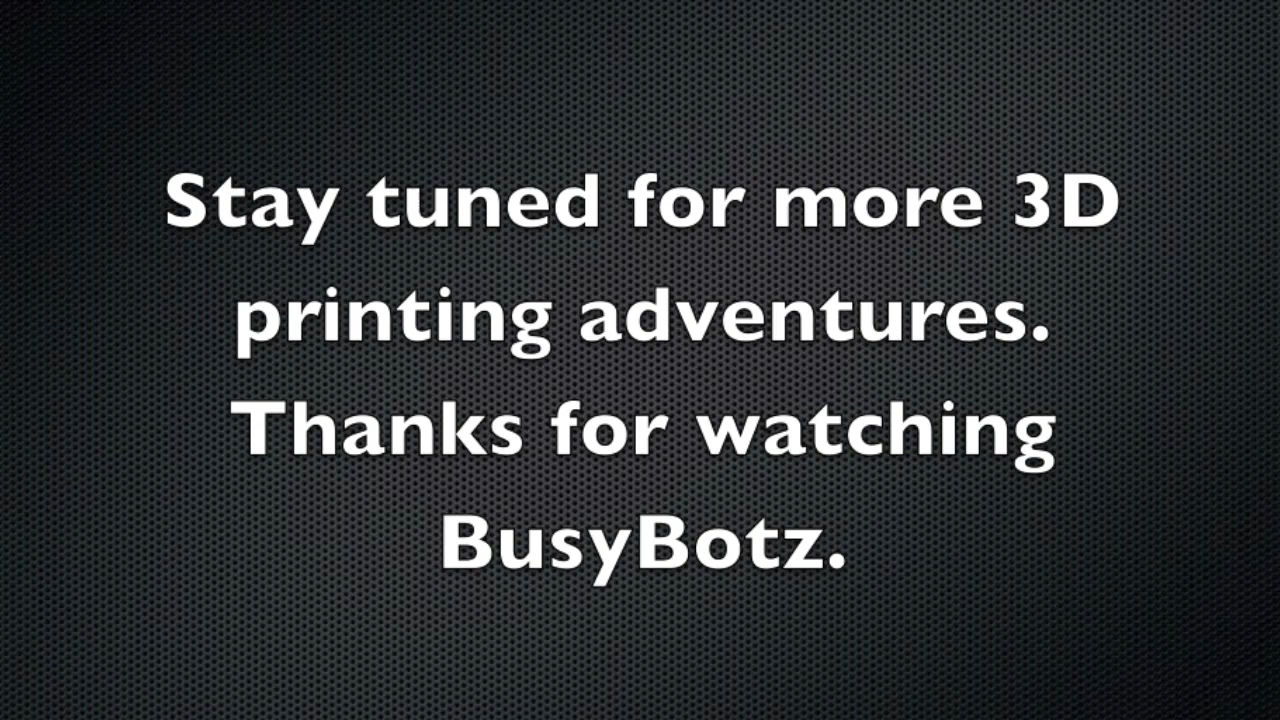 Stay tuned for more 3D
printing adventures.
Thanks for watching
BusyBotz.